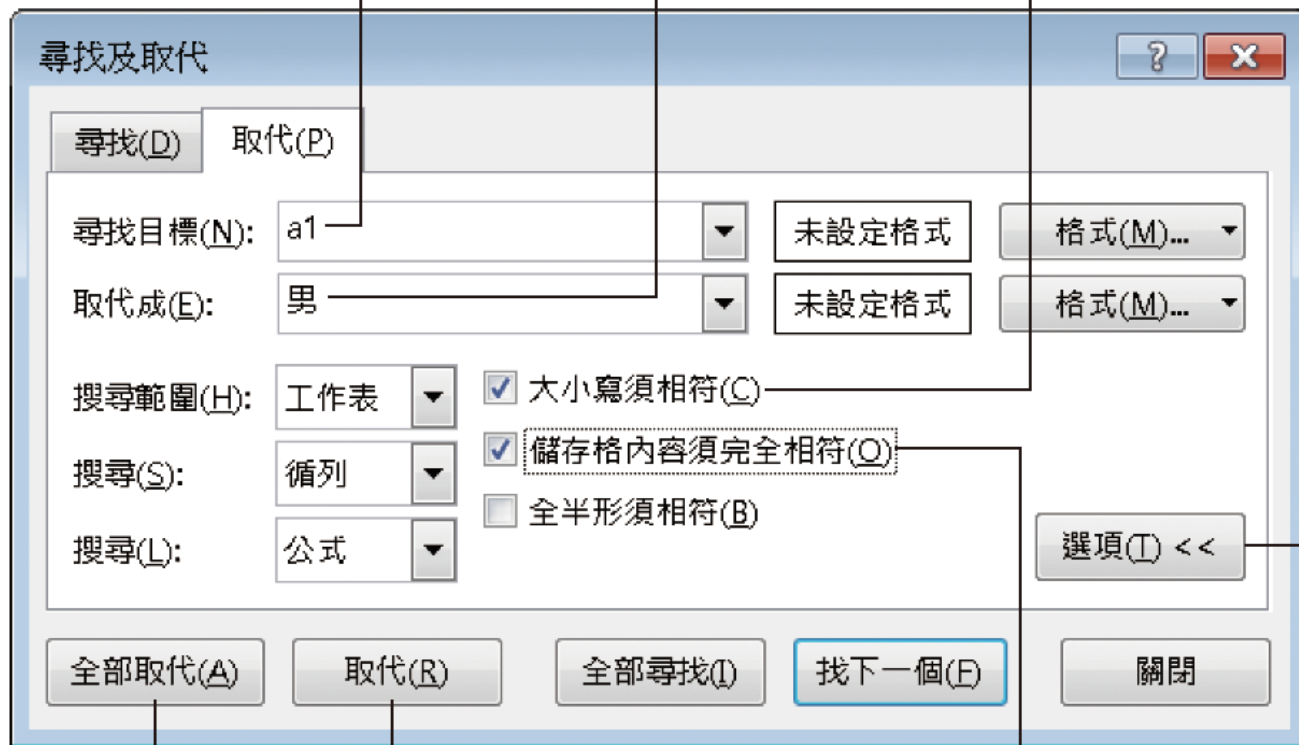 尋找及取代
尋找(D) 取代(P)
尋找目標(N): a1 未設定格式 格式(M)...
取代成(E): 男 未設定格式 格式(M)...
搜尋範圍(H): 工作表 大小寫須相符(C)
儲存格內容須完全相符(O)
搜尋(S): 循列
全半形須相符(B)
搜尋(L): 公式 選項(T) <<
全部取代(A) 取代(R) 全部尋找(I) 找下一個(F) 關閉